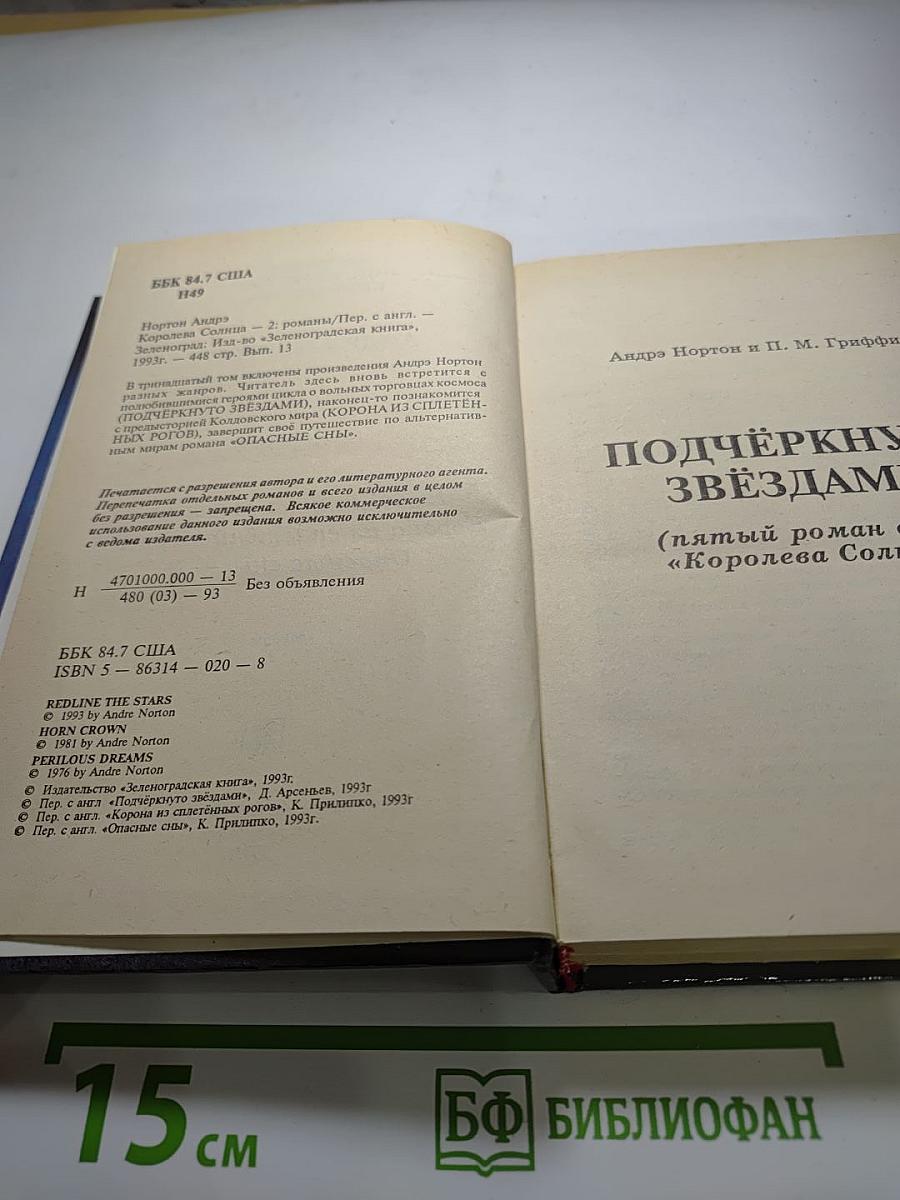 ББК 84.7 США
Н49
Нортон Андрэ
Королева Солнца — 2: романы/Пер. с англ. —
Зеленоград: Изд-во «Зеленоградская книга»,
1993г. — 448 стр. Вып. 13
В тринадцатый том включены произведения Андрэ Нортон
разных жанров. Читатель здесь вновь встретится с
полюбившимися героями цикла о вольных торговцах космоса
(ПОДЧЁРКНУТО ЗВЁЗДАМИ), наконец-то познакомится
с предысторией Колдовского мира (КОРОНА ИЗ СПЛЕТЁН-
НЫХ РОГОВ), завершит своё путешествие по альтернатив-
ным мирам романа «ОПАСНЫЕ СНЫ».
Печатается с разрешения автора и его литературного агента.
Перепечатка отдельных романов и всего издания в целом
без разрешения — запрещена. Всякое коммерческое
использование данного издания возможно исключительно
с ведома издателя.
Н 4701000.000 — 13
480 (03) — 93 Без объявления
ББК 84.7 США
ISBN 5 — 86314 — 020 — 8
REDLINE THE STARS
© 1993 by Andre Norton
HORN CROWN
© 1981 by Andre Norton
PERILOUS DREAMS
© 1976 by Andre Norton
© Издательство «Зеленоградская книга», 1993г.
© Пер. с англ «Подчёркнуто звёздами», Д. Арсеньев, 1993г
© Пер. с англ. «Корона из сплетённых рогов», К. Прилипко, 1993г
© Пер. с англ. «Опасные сны», К. Прилипко, 1993г.
Андрэ Нортон и П. М. Гриффи
ПОДЧЁРКНУ
ЗВЁЗДАМИ
(пятый роман
«Королева Солн
15 см
БФ БИБЛИОФАН